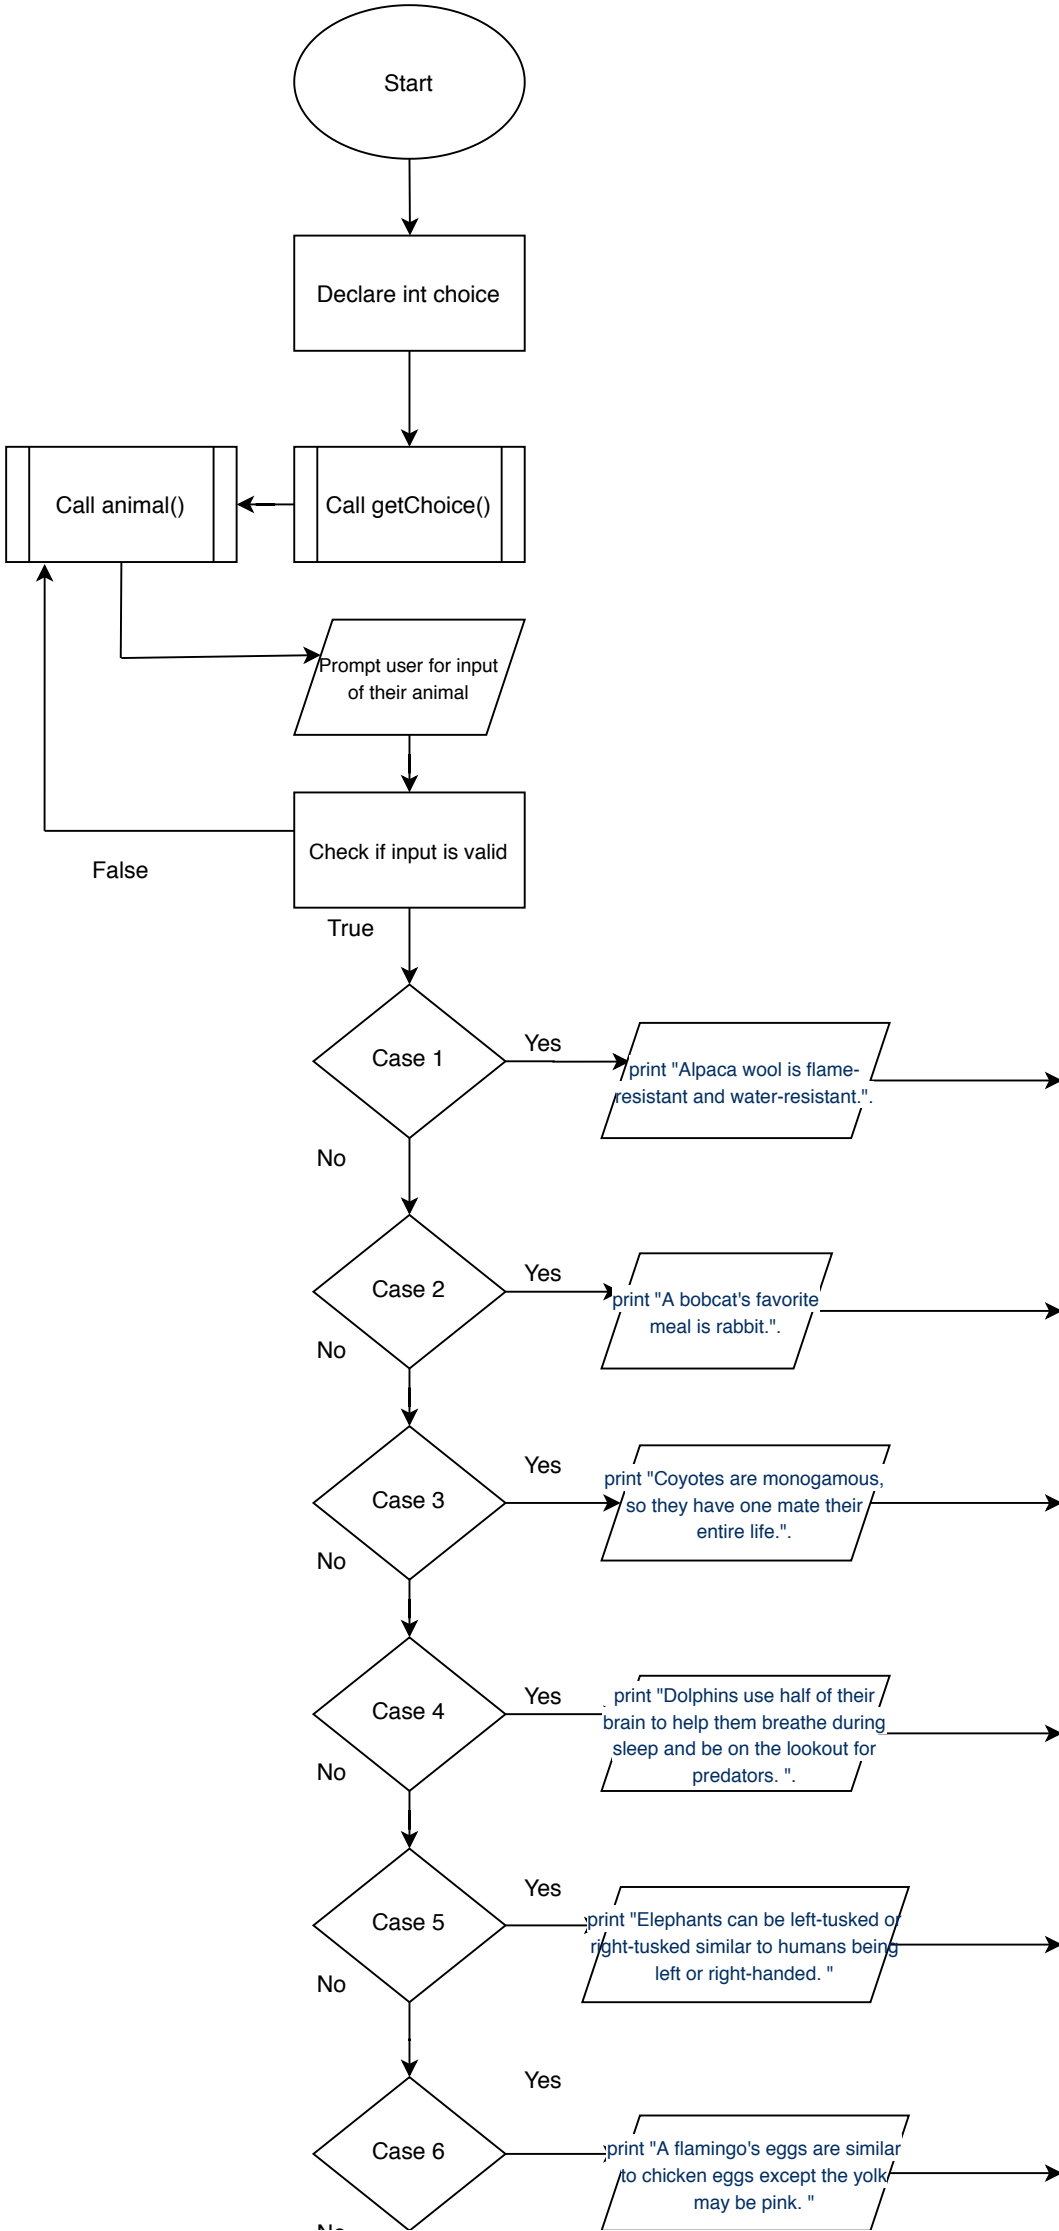 Start
Declare int choice
Call animal()
Call getChoice()
Prompt user for input
of their animal
Check if input is valid
False
True
Case 1
Yes
print "Alpaca wool is flame-
resistant and water-resistant.".
No
Case 2
Yes
print "A bobcat's favorite
meal is rabbit.".
No
Case 3
Yes
print "Coyotes are monogamous,
so they have one mate their
entire life.".
No
Case 4
Yes
print "Dolphins use half of their
brain to help them breathe during
sleep and be on the lookout for
predators. ".
No
Case 5
Yes
print "Elephants can be left-tusked or
right-tusked similar to humans being
left or right-handed. "
No
Case 6
Yes
print "A flamingo's eggs are similar
to chicken eggs except the yolk
may be pink. "
No